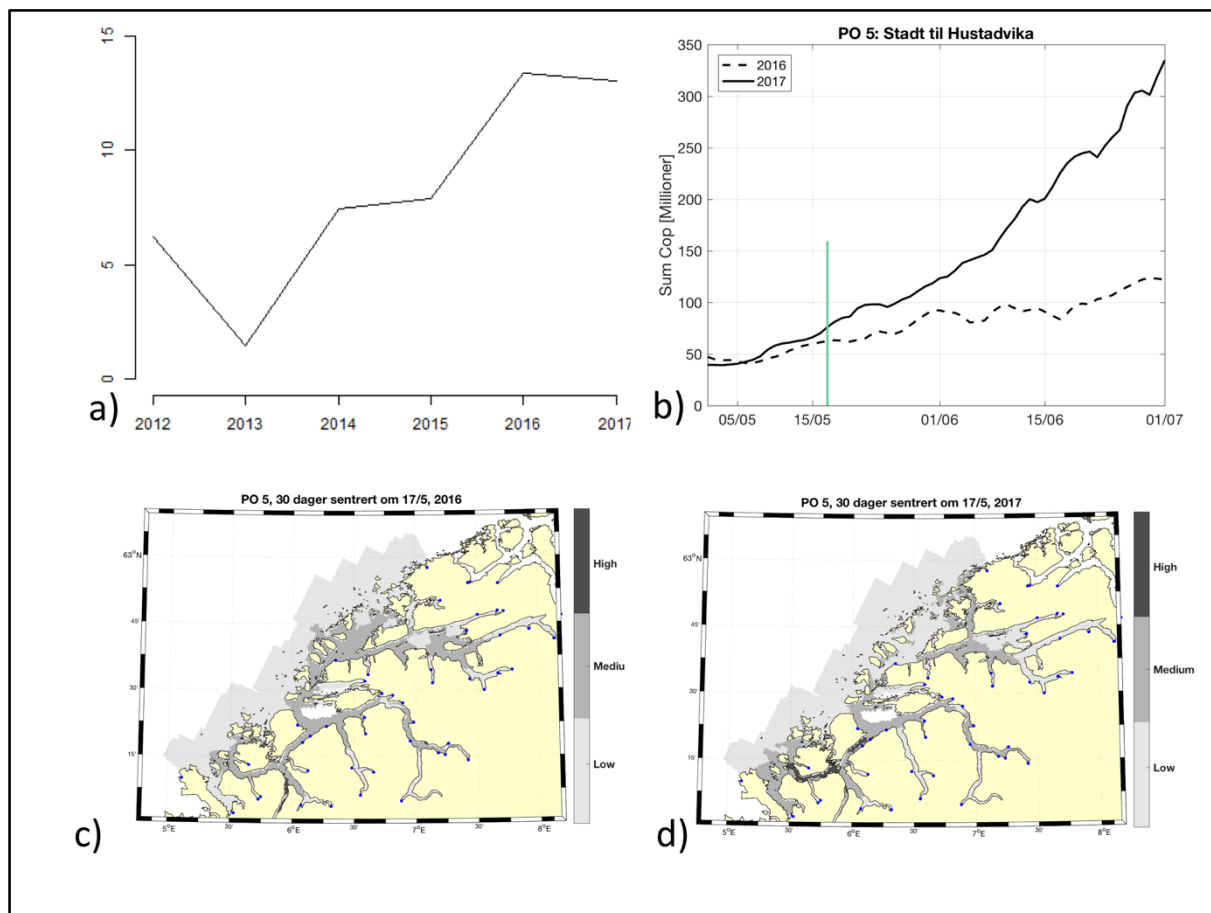 15
10
5
0
2012 2013 2014 2015 2016 2017
a)
PO 5: Stadt til Hustadvika
2016
2017
Sum Cop [Millioner]
350
300
250
200
150
100
50
0
05/05 15/05 01/06 15/06 01/07
b)
PO 5, 30 dager sentrert om 17/5, 2016
63°N
45'
30'
15'
5°E 30' 6°E 30' 7°E 30' 8°E
High
Mediu
Low
c)
PO 5, 30 dager sentrert om 17/5, 2017
63°N
45'
30'
15'
5°E 30' 6°E 30' 7°E 30' 8°E
High
Medium
Low
d)